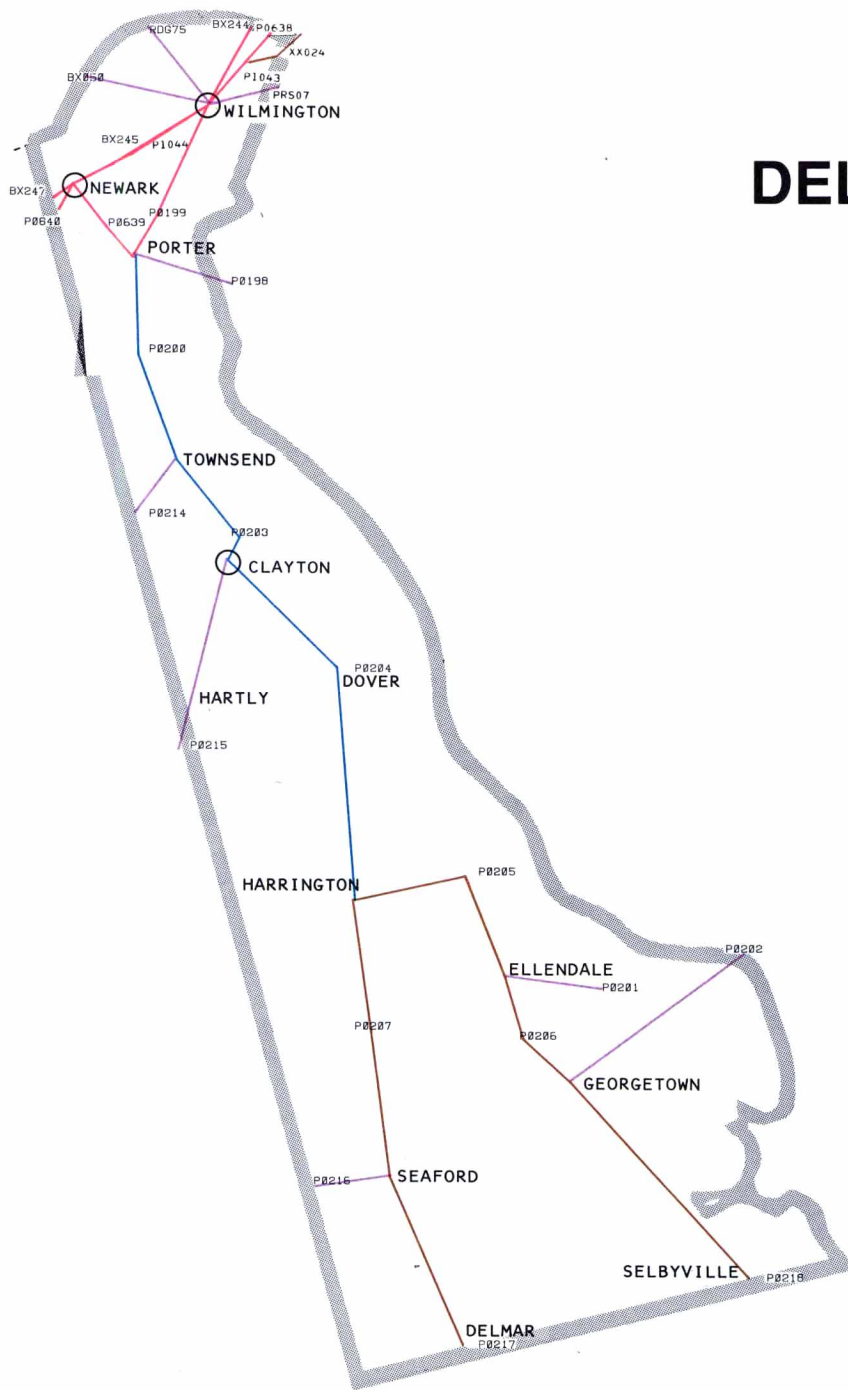 RDG75
BX244
P0638
XX024
BX050
P1043
PRS07
WILMINGTON
BX245
P1044
DEL
BX247
NEWARK
P0640
P0639
P0199
PORTER
P0198
P0200
TOWNSEND
P0214
P0203
CLAYTON
P0204
DOVER
HARTLY
P0215
HARRINGTON
P0205
P0202
ELLENDALE
P0201
P0207
P0206
GEORGETOWN
SEAFORD
P0216
SELBYVILLE
P0218
DELMAR
P0217